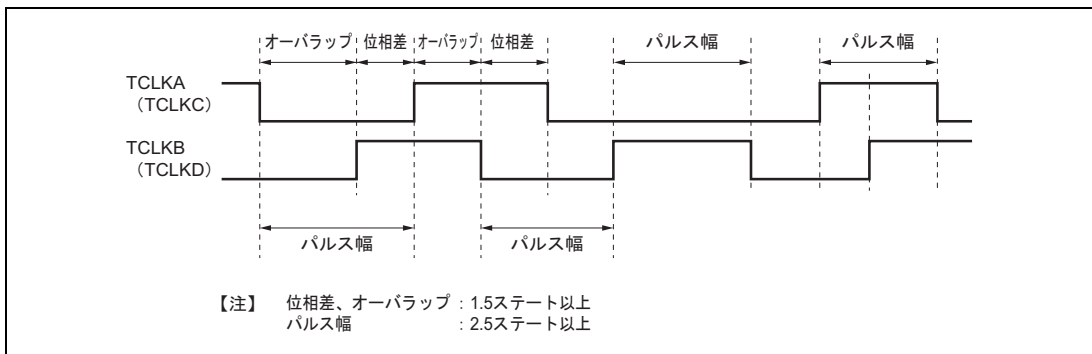 オーバラップ 位相差 オーバラップ 位相差 パルス幅 パルス幅
TCLKA
（TCLKC）
TCLKB
（TCLKD）
パルス幅 パルス幅
【注】 位相差、オーバラップ : 1.5ステート以上
パルス幅 : 2.5ステート以上